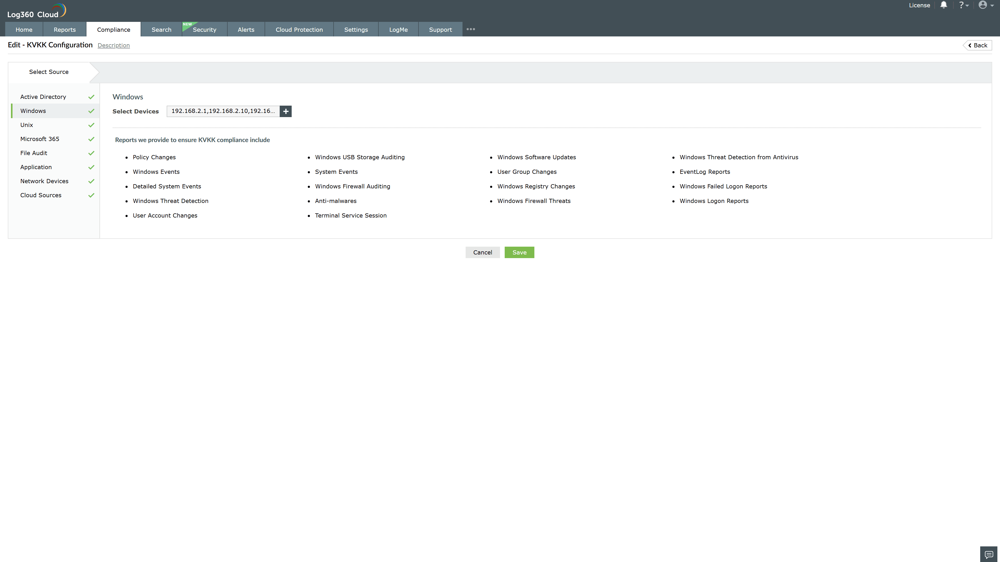 Log360 Cloud
License
?
Home
Reports
Compliance
Search
NEW
Security
Alerts
Cloud Protection
Settings
LogMe
Support
Edit - KVKK Configuration
Description
Back
Select Source
Active Directory
Windows
Unix
Microsoft 365
File Audit
Application
Network Devices
Cloud Sources
Windows
Select Devices
192.168.2.1,192.168.2.10,192.16...
Reports we provide to ensure KVKK compliance include
Policy Changes
Windows USB Storage Auditing
Windows Software Updates
Windows Threat Detection from Antivirus
Windows Events
System Events
User Group Changes
EventLog Reports
Detailed System Events
Windows Firewall Auditing
Windows Registry Changes
Windows Failed Logon Reports
Windows Threat Detection
Anti-malwares
Windows Firewall Threats
Windows Logon Reports
User Account Changes
Terminal Service Session
Cancel
Save